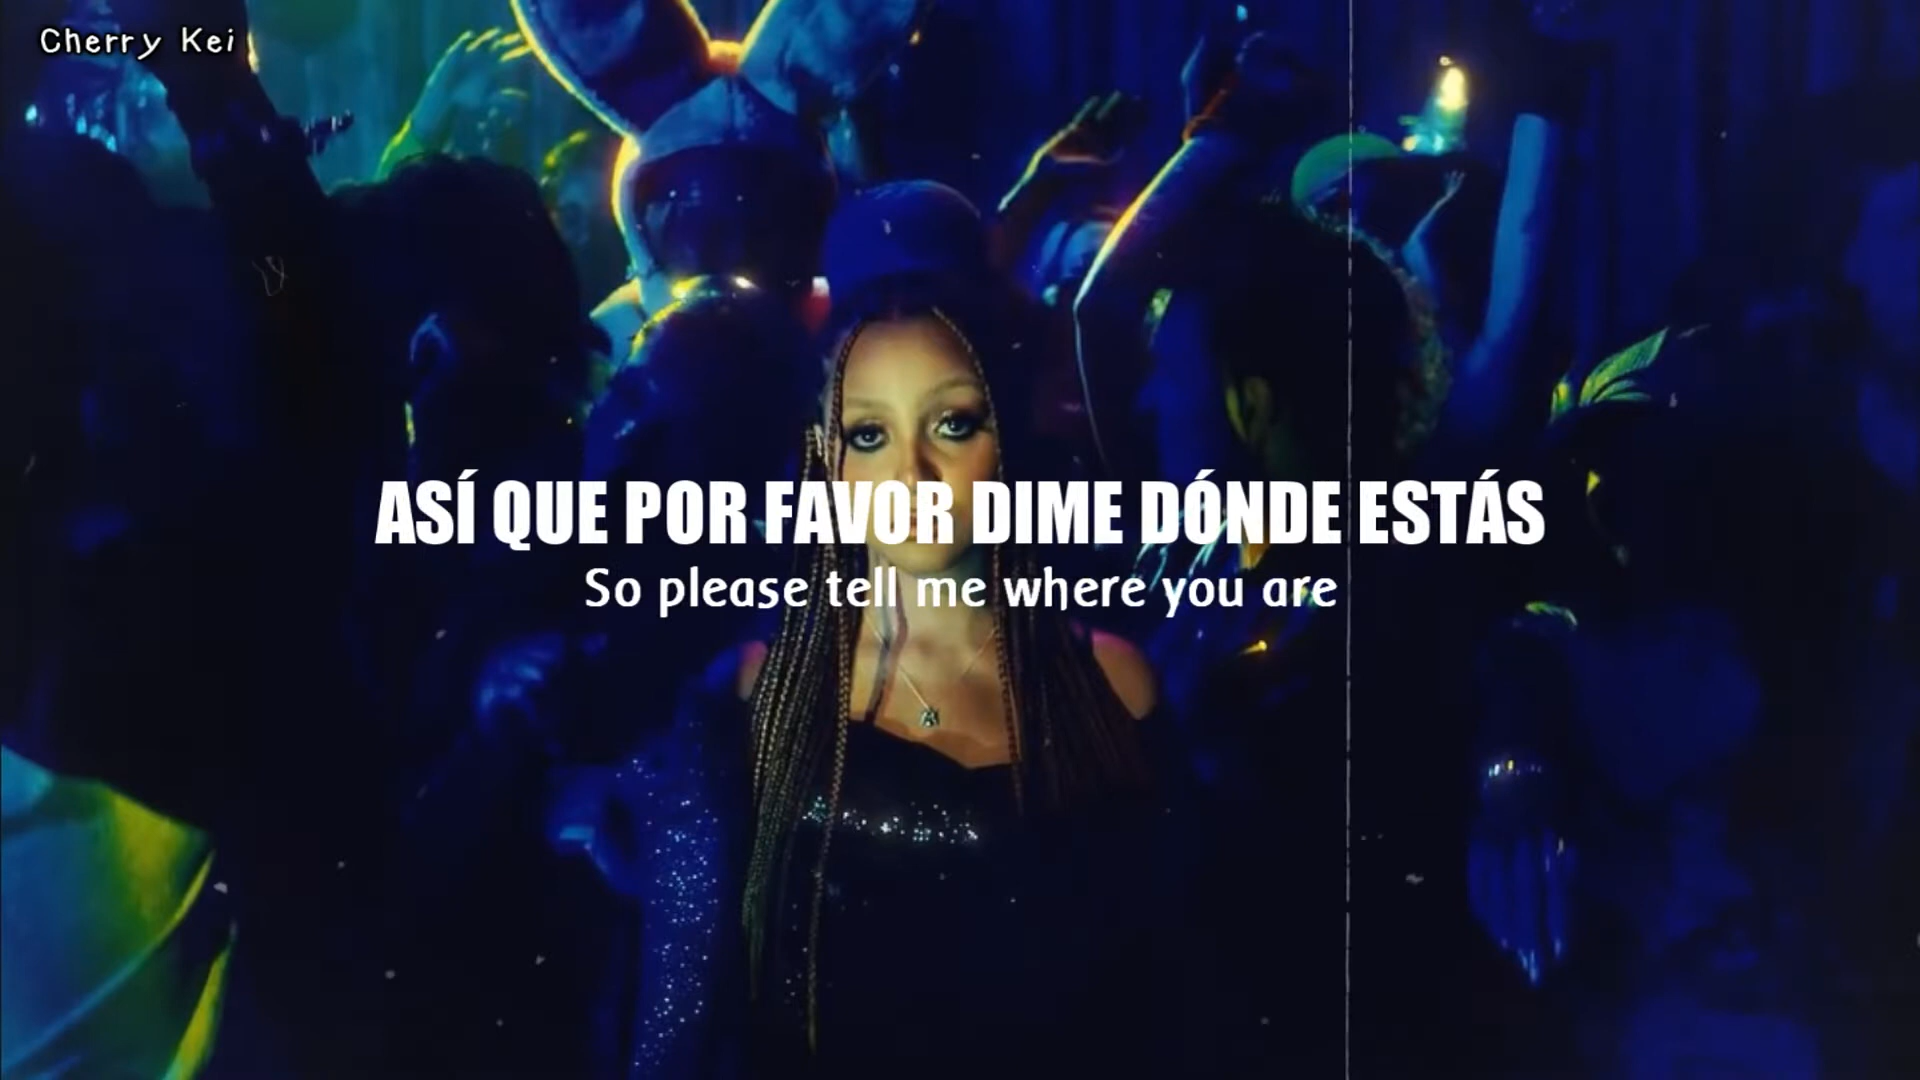 Cherry Kei
ASÍ QUE POR FAVOR DIME DÓNDE ESTÁS
So please tell me where you are